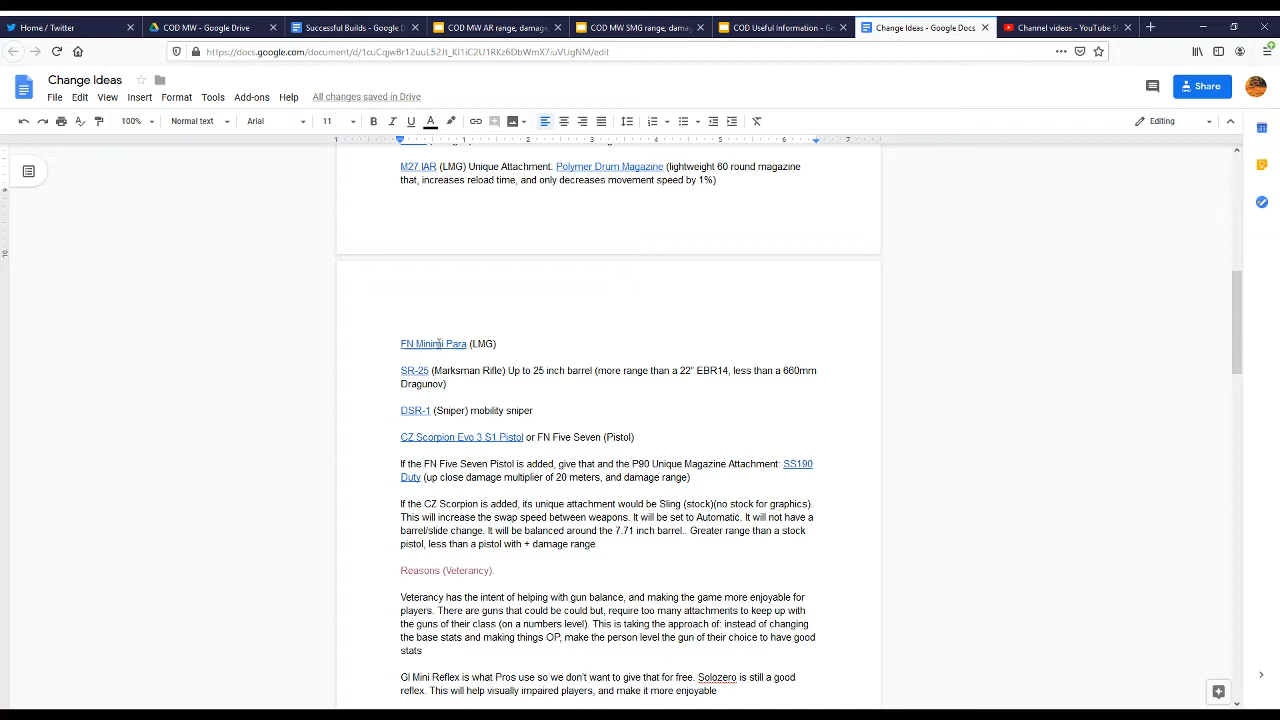 Home / Twitter
COD MW - Google Drive
Successful Builds - Google D
COD MW AR range, damage,
COD MW SMG range, damag
COD Useful Information - Go
Change Ideas - Google Docs
Channel videos - YouTube St
Change Ideas
File Edit View Insert Format Tools Add-ons Help All changes saved in Drive
Share
100% Normal text Arial 11 Editing
M27 IAR (LMG) Unique Attachment: Polymer Drum Magazine (lightweight 60 round magazine
that, increases reload time, and only decreases movement speed by 1%)
FN Minimi Para (LMG)
SR-25 (Marksman Rifle) Up to 25 inch barrel (more range than a 22" EBR14, less than a 660mm
Dragunov)
DSR-1 (Sniper) mobility sniper
CZ Scorpion Evo 3 S1 Pistol or FN Five Seven (Pistol)
If the FN Five Seven Pistol is added, give that and the P90 Unique Magazine Attachment: SS190
Duty (up close damage multiplier of 20 meters, and damage range)
If the CZ Scorpion is added, its unique attachment would be Sling (stock)(no stock for graphics).
This will increase the swap speed between weapons. It will be set to Automatic. It will not have a
barrel/slide change. It will be balanced around the 7.71 inch barrel.. Greater range than a stock
pistol, less than a pistol with + damage range
Reasons (Veterancy).
Veterancy has the intent of helping with gun balance, and making the game more enjoyable for
players. There are guns that could be could but, require too many attachments to keep up with
the guns of their class (on a numbers level). This is taking the approach of: instead of changing
the base stats and making things OP, make the person level the gun of their choice to have good
stats
GI Mini Reflex is what Pros use so we don't want to give that for free. Solozero is still a good
reflex. This will help visually impaired players, and make it more enjoyable